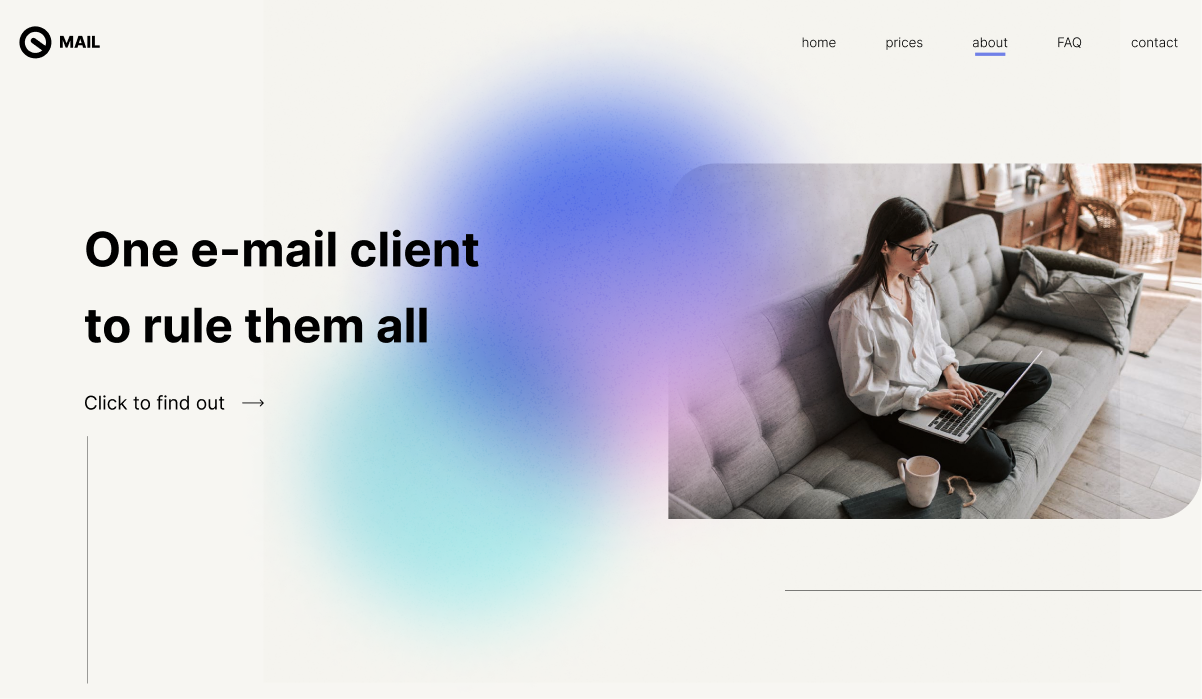 MAIL
home prices about FAQ contact
One e-mail client
to rule them all
Click to find out